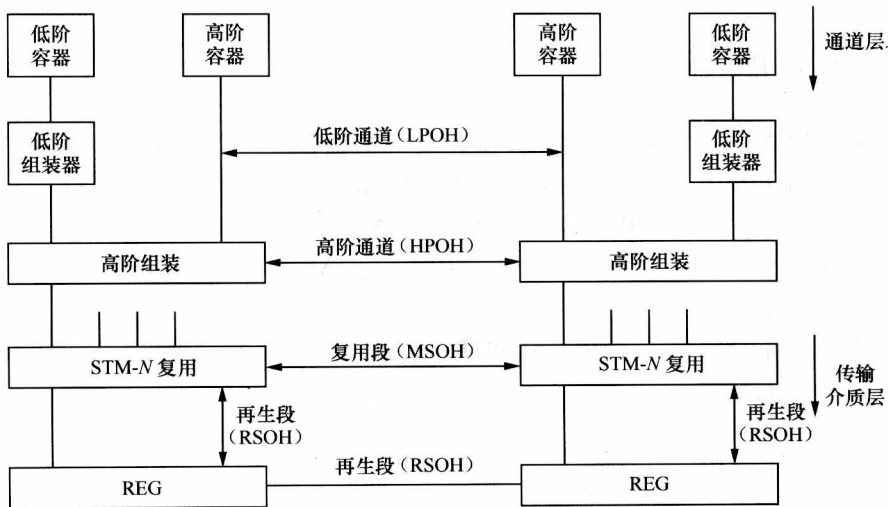 低阶
容器
高阶
容器
高阶
容器
低阶
容器
通道层
低阶
组装器
低阶通道(LPOH)
低阶
组装器
高阶组装
高阶通道(HPOH)
高阶组装
STM-N 复用
复用段(MSOH)
STM-N 复用
传输
介质层
再生段
(RSOH)
再生段
(RSOH)
REG
再生段(RSOH)
REG